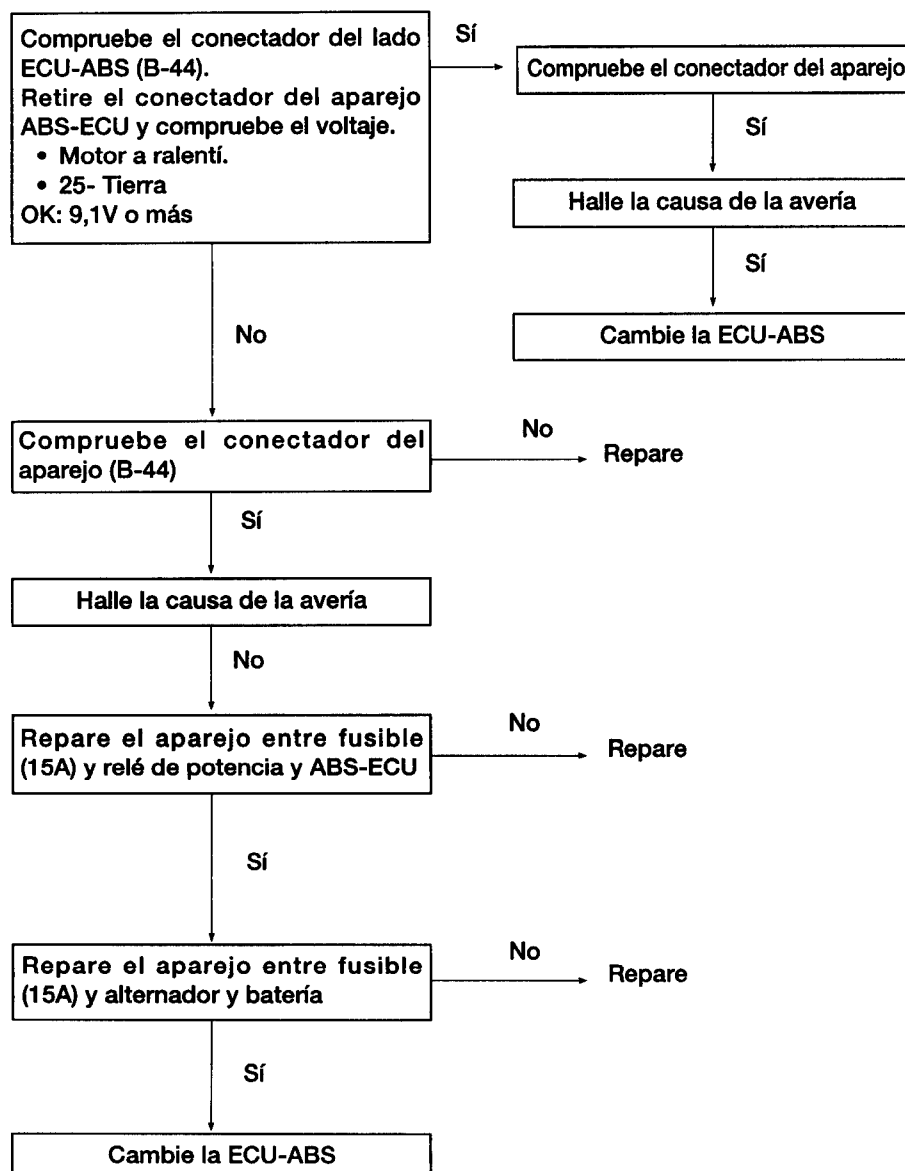 Compruebe el conectador del lado
ECU-ABS (B-44).
Retire el conectador del aparejo
ABS-ECU y compruebe el voltaje.
• Motor a ralentí.
• 25- Tierra
OK: 9,1V o más
Sí
Compruebe el conectador del aparejo
Sí
Halle la causa de la avería
Sí
Cambie la ECU-ABS
No
Compruebe el conectador del
aparejo (B-44)
No
Repare
Sí
Halle la causa de la avería
No
Repare el aparejo entre fusible
(15A) y relé de potencia y ABS-ECU
No
Repare
Sí
Repare el aparejo entre fusible
(15A) y alternador y batería
No
Repare
Sí
Cambie la ECU-ABS